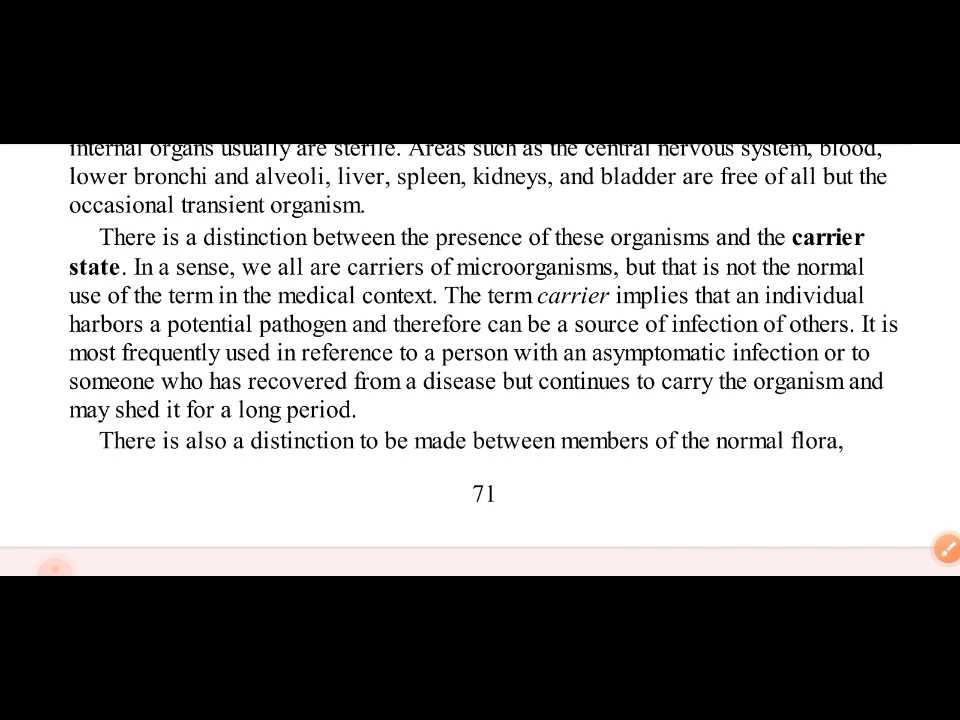 internal organs usually are sterile. Areas such as the central nervous system, blood,
lower bronchi and alveoli, liver, spleen, kidneys, and bladder are free of all but the
occasional transient organism.
There is a distinction between the presence of these organisms and the carrier
state. In a sense, we all are carriers of microorganisms, but that is not the normal
use of the term in the medical context. The term carrier implies that an individual
harbors a potential pathogen and therefore can be a source of infection of others. It is
most frequently used in reference to a person with an asymptomatic infection or to
someone who has recovered from a disease but continues to carry the organism and
may shed it for a long period.
There is also a distinction to be made between members of the normal flora,
71